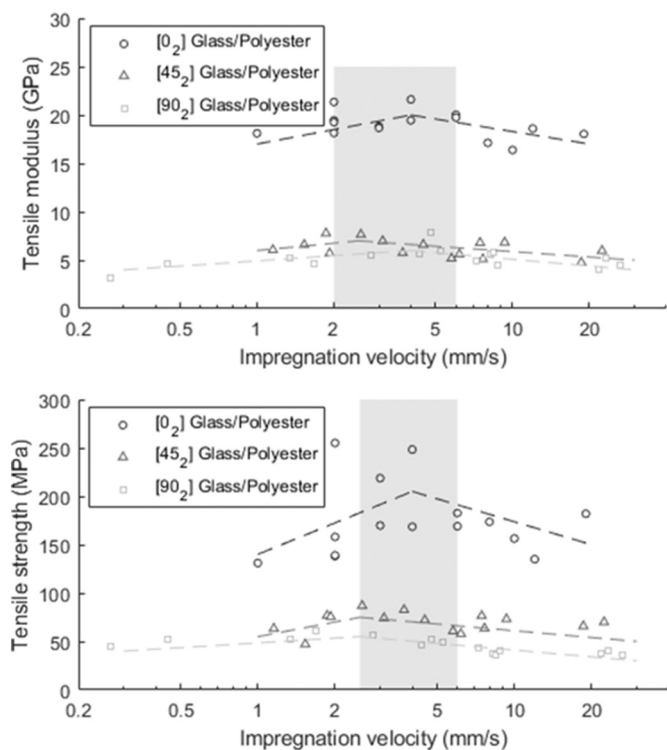 30
25
20
15
10
5
0
Tensile modulus (GPa)
[0₂] Glass/Polyester
[45₂] Glass/Polyester
[90₂] Glass/Polyester
0.2 0.5 1 2 5 10 20
Impregnation velocity (mm/s)
300
250
200
150
100
50
0
Tensile strength (MPa)
[0₂] Glass/Polyester
[45₂] Glass/Polyester
[90₂] Glass/Polyester
0.2 0.5 1 2 5 10 20
Impregnation velocity (mm/s)